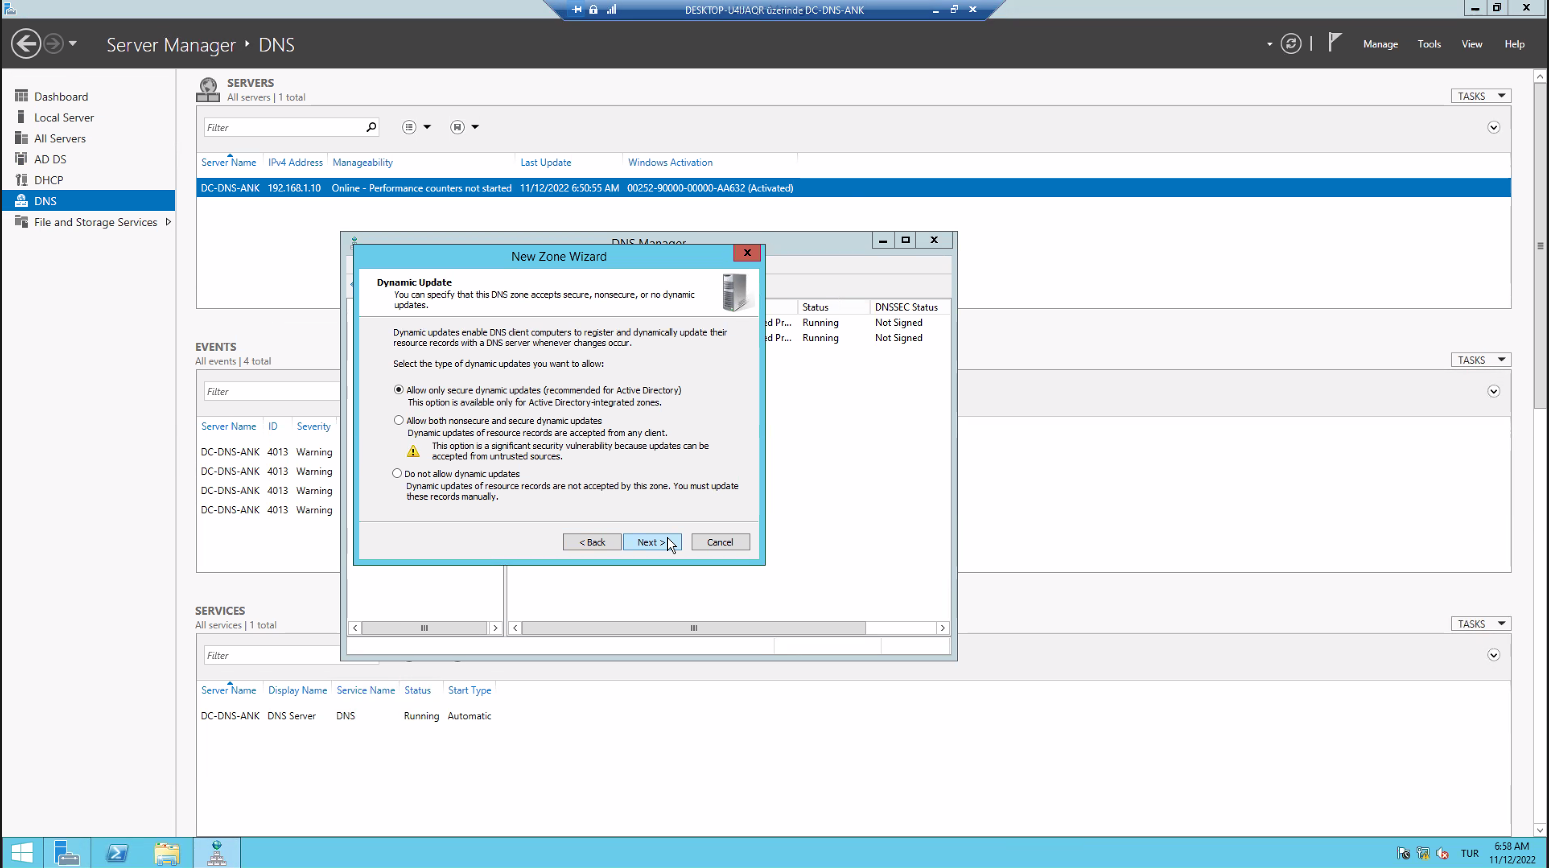 DESKTOP-U4IJAQR üzerinde DC-DNS-ANK
Server Manager ‣ DNS
Manage Tools View Help
Dashboard
Local Server
All Servers
AD DS
DHCP
DNS
File and Storage Services
SERVERS
All servers | 1 total
TASKS
Filter
Server Name IPv4 Address Manageability Last Update Windows Activation
DC-DNS-ANK 192.168.1.10 Online - Performance counters not started 11/12/2022 6:50:55 AM 00252-90000-00000-AA632 (Activated)
DNS Manager
Status DNSSEC Status
ed Pr... Running Not Signed
ed Pr... Running Not Signed
New Zone Wizard
Dynamic Update
You can specify that this DNS zone accepts secure, nonsecure, or no dynamic
updates.
Dynamic updates enable DNS client computers to register and dynamically update their
resource records with a DNS server whenever changes occur.
Select the type of dynamic updates you want to allow:
Allow only secure dynamic updates (recommended for Active Directory)
This option is available only for Active Directory-integrated zones.
Allow both nonsecure and secure dynamic updates
Dynamic updates of resource records are accepted from any client.
This option is a significant security vulnerability because updates can be
accepted from untrusted sources.
Do not allow dynamic updates
Dynamic updates of resource records are not accepted by this zone. You must update
these records manually.
< Back Next > Cancel
EVENTS
All events | 4 total
TASKS
Filter
Server Name ID Severity
DC-DNS-ANK 4013 Warning
DC-DNS-ANK 4013 Warning
DC-DNS-ANK 4013 Warning
DC-DNS-ANK 4013 Warning
SERVICES
All services | 1 total
TASKS
Filter
Server Name Display Name Service Name Status Start Type
DC-DNS-ANK DNS Server DNS Running Automatic
TUR
6:58 AM
11/12/2022